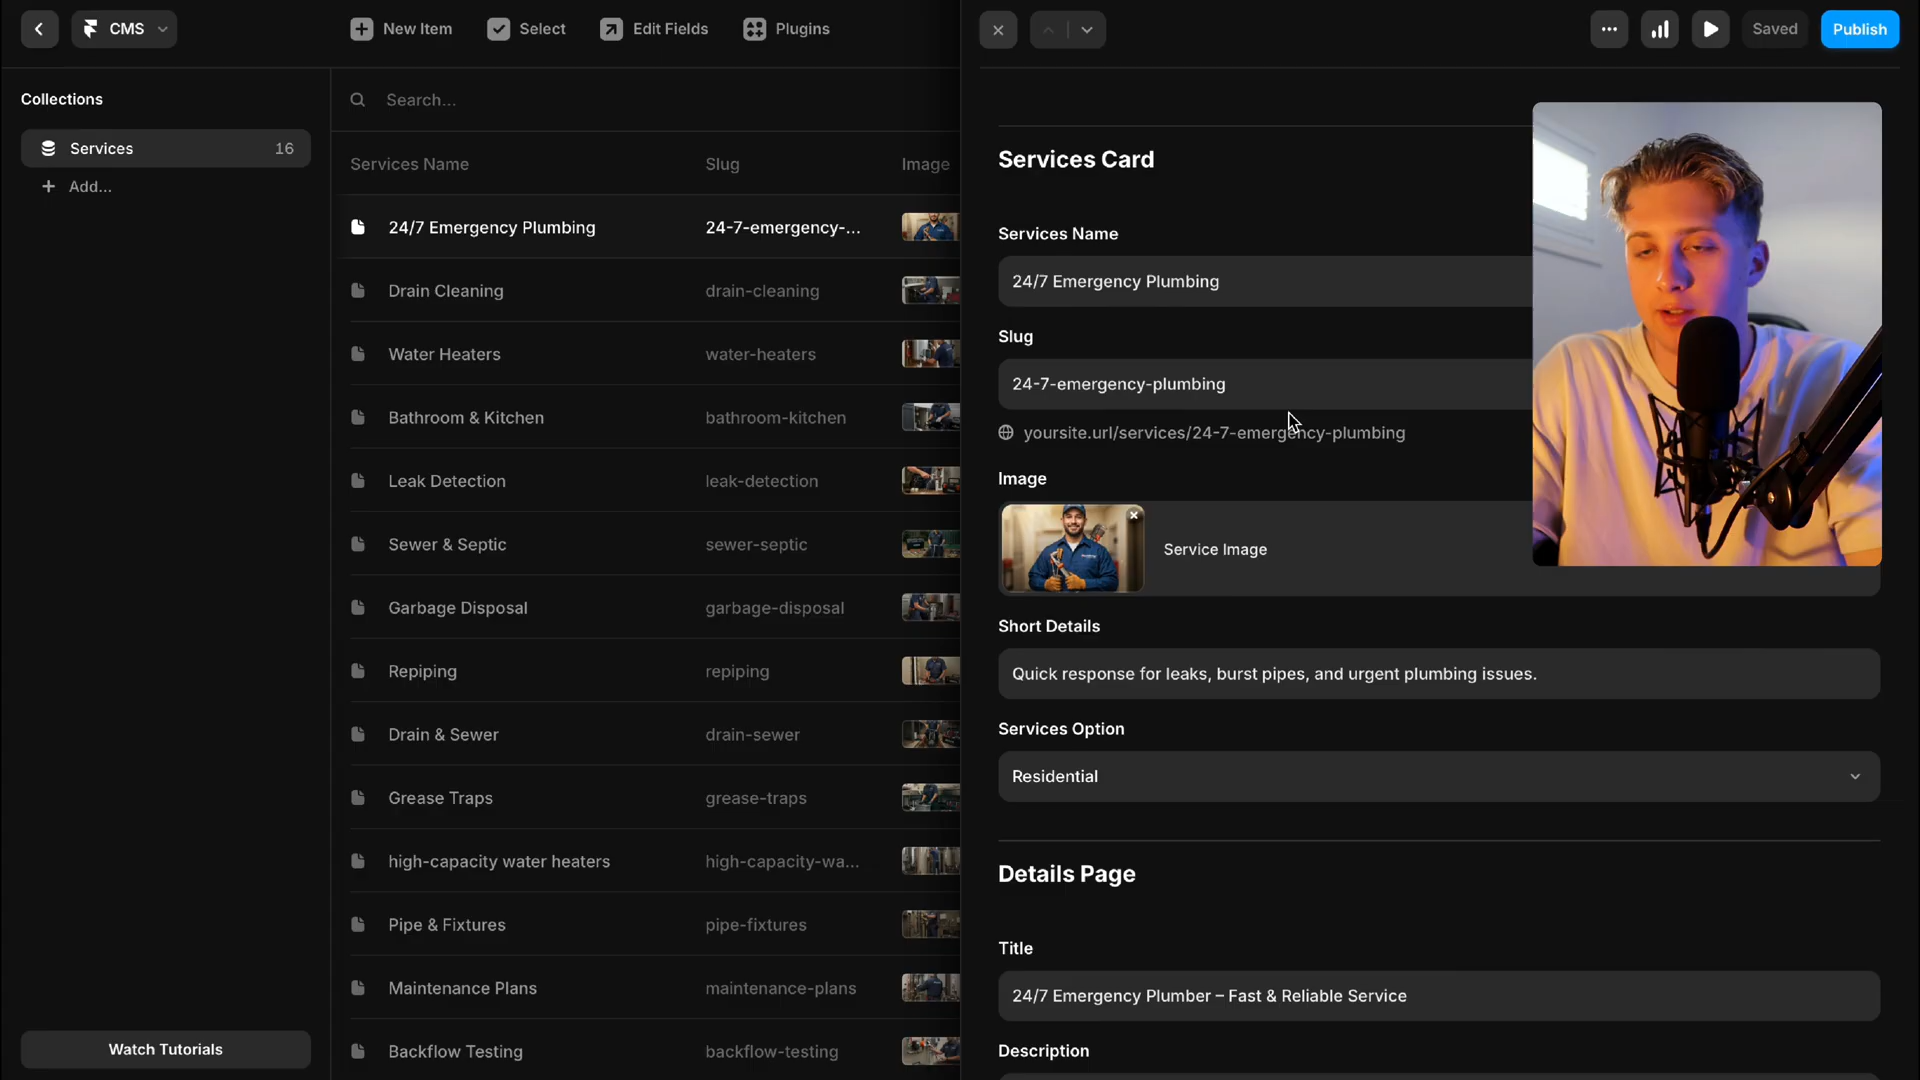 CMS
New Item
Select
Edit Fields
Plugins
Saved
Publish
Collections
Services 16
Add...
Watch Tutorials
Search...
Services Name Slug Image
24/7 Emergency Plumbing 24-7-emergency-...
Drain Cleaning drain-cleaning
Water Heaters water-heaters
Bathroom & Kitchen bathroom-kitchen
Leak Detection leak-detection
Sewer & Septic sewer-septic
Garbage Disposal garbage-disposal
Repiping repiping
Drain & Sewer drain-sewer
Grease Traps grease-traps
high-capacity water heaters high-capacity-wa...
Pipe & Fixtures pipe-fixtures
Maintenance Plans maintenance-plans
Backflow Testing backflow-testing
Services Card
Services Name
24/7 Emergency Plumbing
Slug
24-7-emergency-plumbing
yoursite.url/services/24-7-emergency-plumbing
Image
Service Image
Short Details
Quick response for leaks, burst pipes, and urgent plumbing issues.
Services Option
Residential
Details Page
Title
24/7 Emergency Plumber – Fast & Reliable Service
Description